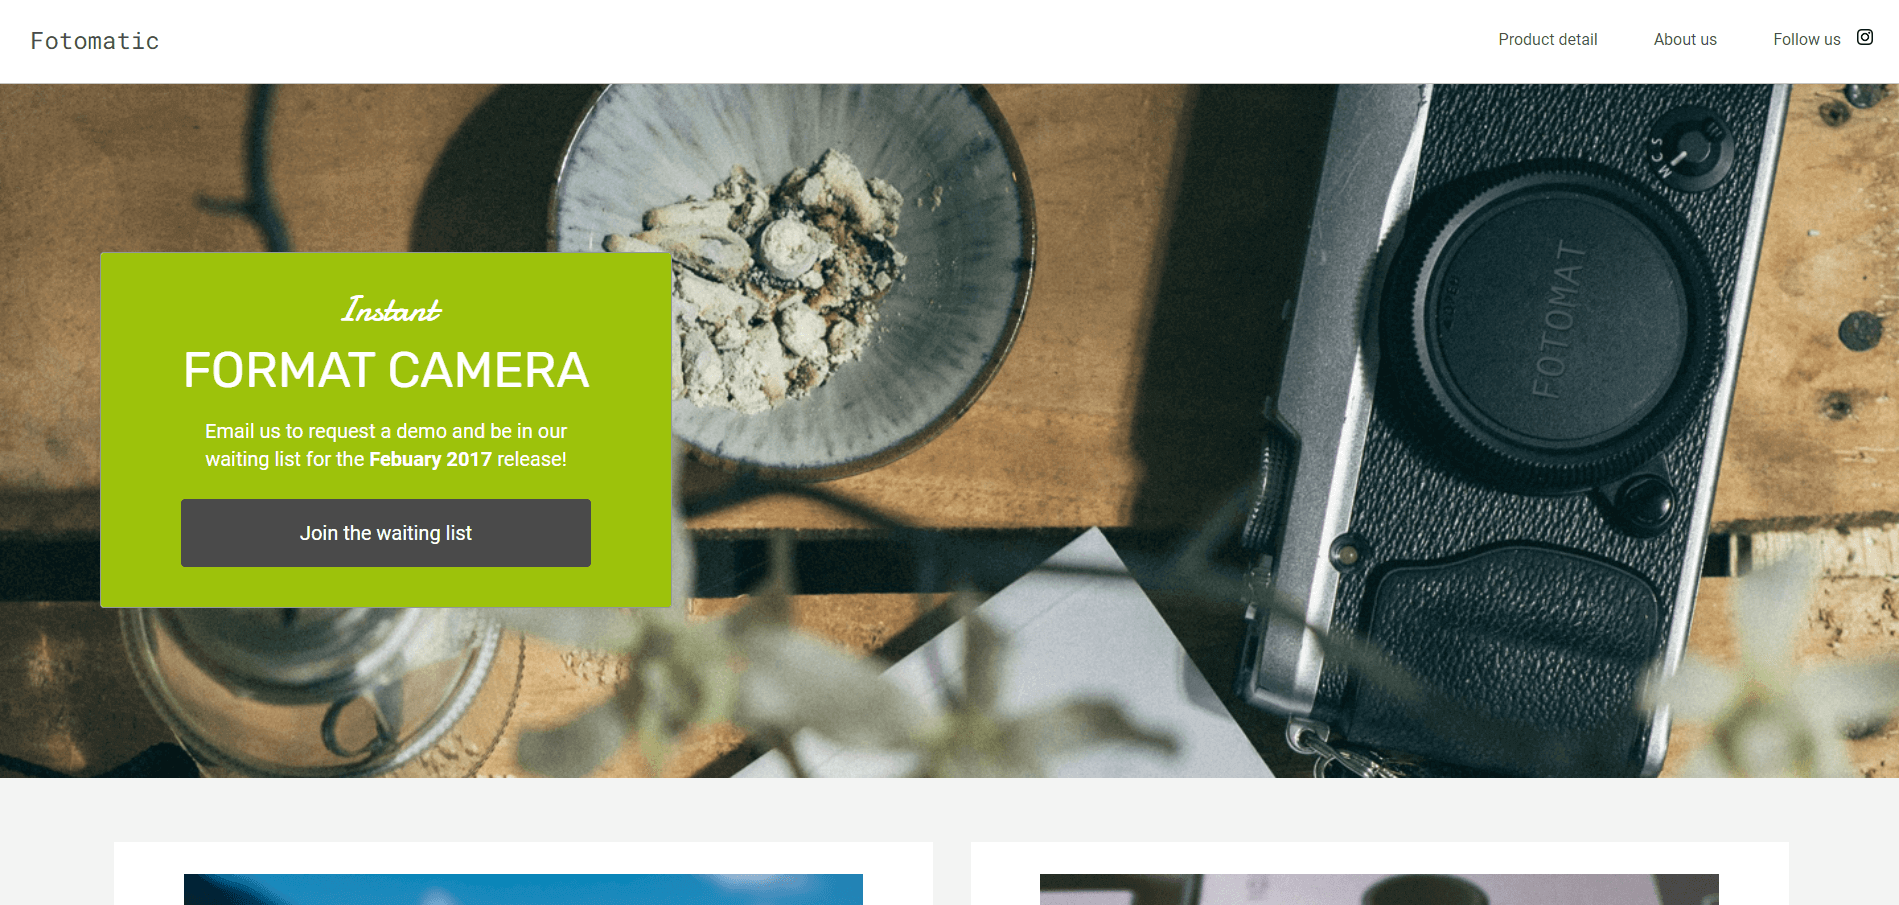 Fotomatic
Product detail
About us
Follow us
Instant
FORMAT CAMERA
Email us to request a demo and be in our
waiting list for the Febuary 2017 release!
Join the waiting list
MCS
FOTOMAT